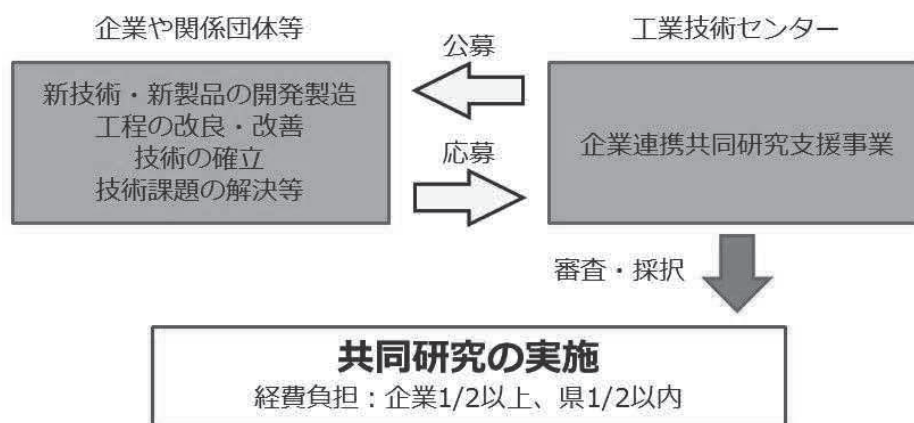 企業や関係団体等
新技術・新製品の開発製造
工程の改良・改善
技術の確立
技術課題の解決等
公募
応募
工業技術センター
企業連携共同研究支援事業
審査・採択
共同研究の実施
経費負担：企業1/2以上、県1/2以内